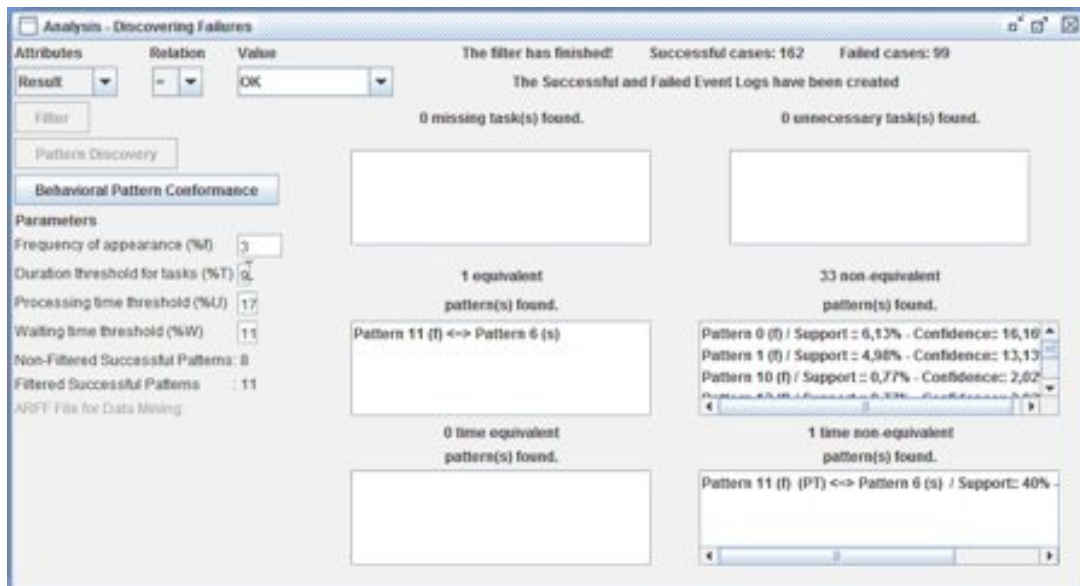 Analysis - Discovering Failures
Attributes Relation Value The filter has finished! Successful cases: 162 Failed cases: 99
Result = OK The Successful and Failed Event Logs have been created
Filter 0 missing task(s) found. 0 unnecessary task(s) found.
Pattern Discovery
Behavioral Pattern Conformance
Parameters
Frequency of appearance (%f) 3
Duration threshold for tasks (%T) 9
Processing time threshold (%U) 17
Waiting time threshold (%W) 11
Non-Filtered Successful Patterns: 8
Filtered Successful Patterns : 11
ARFF File for Data Mining:
1 equivalent
pattern(s) found.
Pattern 11 (f) <-> Pattern 6 (s)
33 non-equivalent
pattern(s) found.
Pattern 0 (f) / Support :: 6,13% - Confidence:: 16,16
Pattern 1 (f) / Support :: 4,98% - Confidence:: 13,13
Pattern 10 (f) / Support :: 0,77% - Confidence:: 2,02
0 time equivalent
pattern(s) found.
1 time non-equivalent
pattern(s) found.
Pattern 11 (f) (PT) <-> Pattern 6 (s) / Support:: 40% -